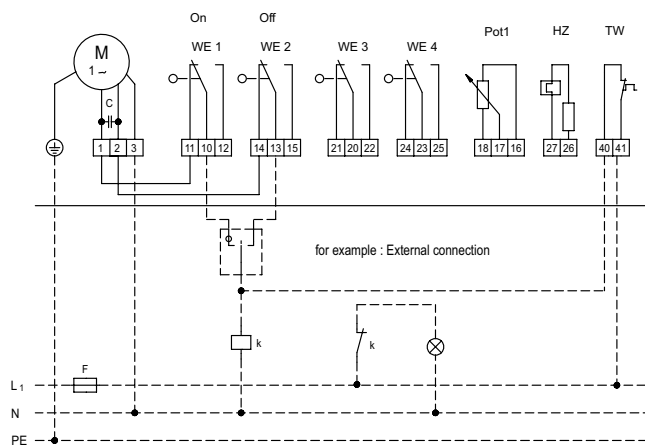 On Off
M
1 ~
WE 1 WE 2 WE 3 WE 4 Pot1 HZ TW
C
1 2 3 11 10 12 14 13 15 21 20 22 24 23 25 18 17 16 27 26 40 41
for example : External connection
k k
F
L1
N
PE